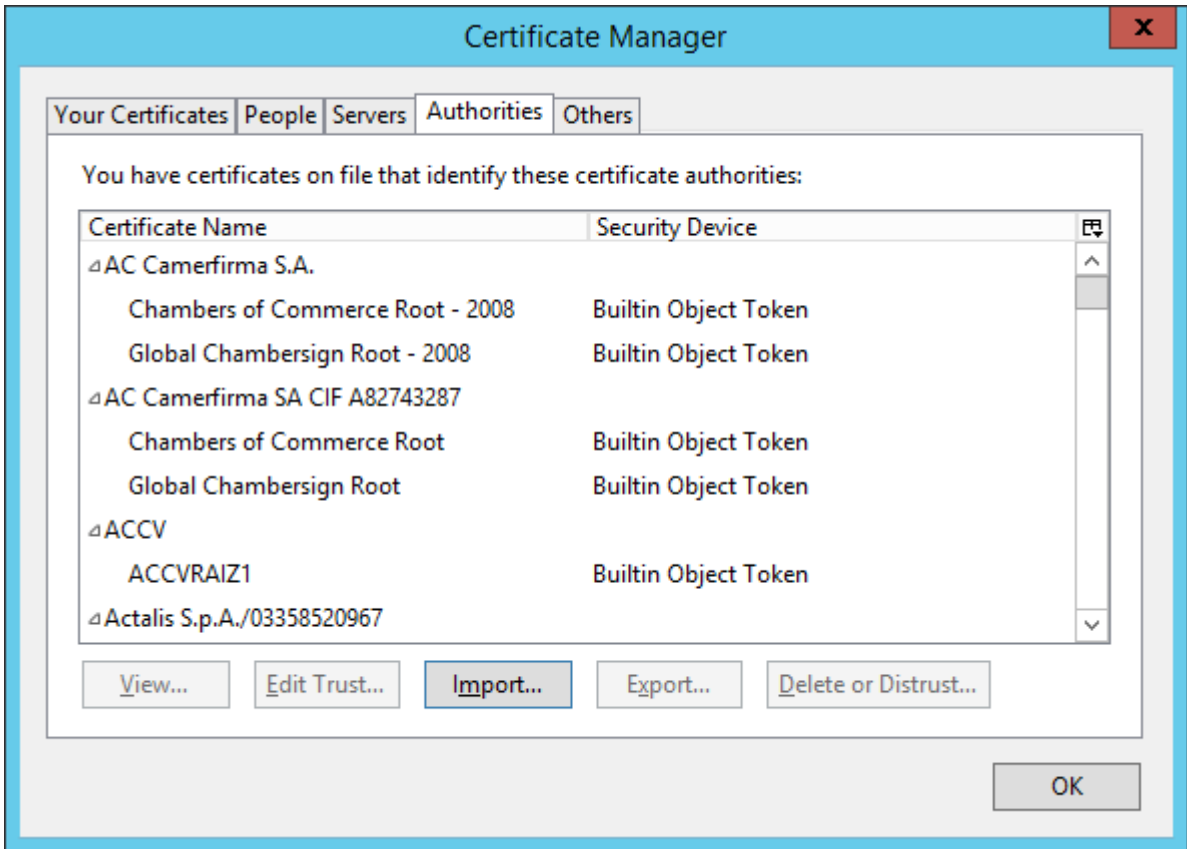 Certificate Manager
x
Your Certificates People Servers Authorities Others
You have certificates on file that identify these certificate authorities:
Certificate Name Security Device
AC Camerfirma S.A.
Chambers of Commerce Root - 2008 Builtin Object Token
Global Chambersign Root - 2008 Builtin Object Token
AC Camerfirma SA CIF A82743287
Chambers of Commerce Root Builtin Object Token
Global Chambersign Root Builtin Object Token
ACCV
ACCVRAIZ1 Builtin Object Token
Actalis S.p.A./03358520967
View... Edit Trust... Import... Export... Delete or Distrust...
OK